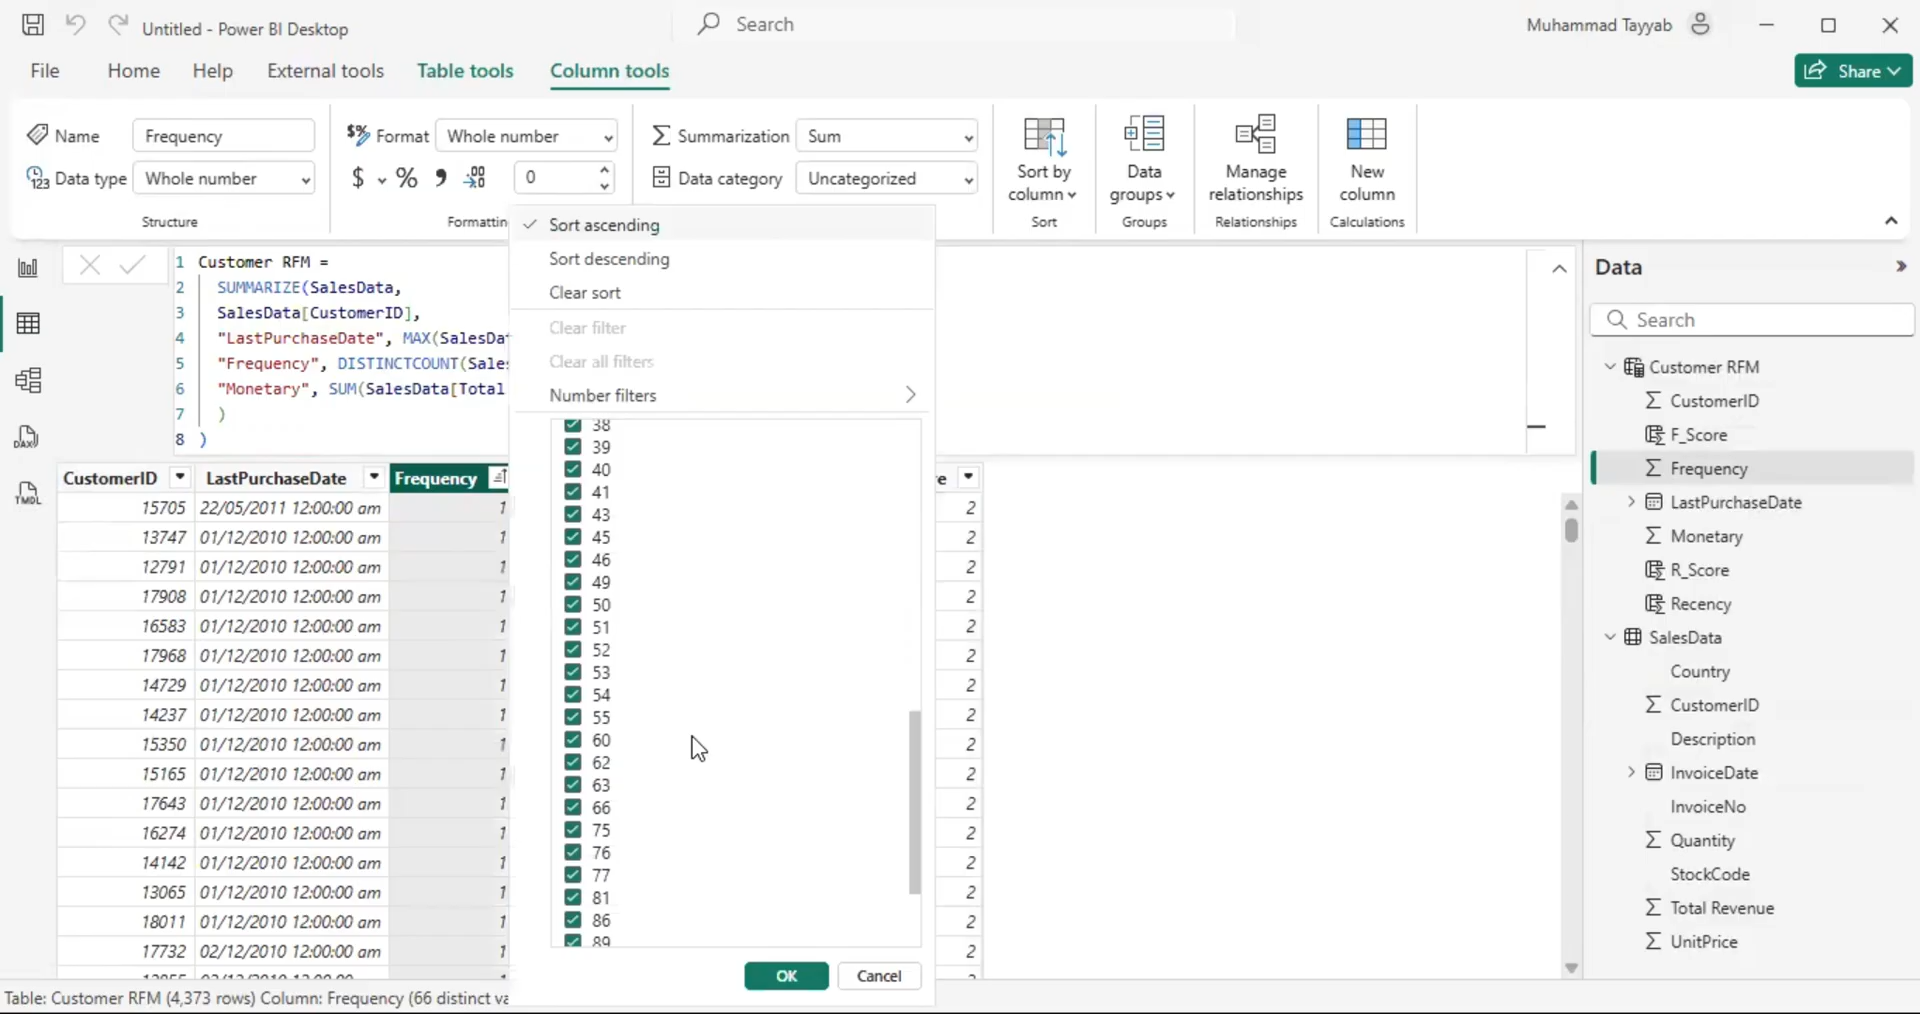 Untitled - Power BI Desktop
Search
Muhammad Tayyab
File Home Help External tools Table tools Column tools
Share
Name Frequency
$% Format Whole number
Summarization Sum
Data type Whole number
$ % 0
Data category Uncategorized
Sort by column
Data groups
Manage relationships
New column
Structure
Formattin
Sort
Groups
Relationships
Calculations
1 Customer RFM =
2 SUMMARIZE(SalesData,
3 SalesData[CustomerID],
4 "LastPurchaseDate", MAX(SalesDat
5 "Frequency", DISTINCTCOUNT(Sales
6 "Monetary", SUM(SalesData[Total
7 )
8 )
Sort ascending
Sort descending
Clear sort
Clear filter
Clear all filters
Number filters
38
39
40
41
43
45
46
49
50
51
52
53
54
55
60
62
63
66
75
76
77
81
86
89
OK Cancel
DAX
TMDL
CustomerID LastPurchaseDate Frequency e
15705 22/05/2011 12:00:00 am 1 2
13747 01/12/2010 12:00:00 am 1 2
12791 01/12/2010 12:00:00 am 1 2
17908 01/12/2010 12:00:00 am 1 2
16583 01/12/2010 12:00:00 am 1 2
17968 01/12/2010 12:00:00 am 1 2
14729 01/12/2010 12:00:00 am 1 2
14237 01/12/2010 12:00:00 am 1 2
15350 01/12/2010 12:00:00 am 1 2
15165 01/12/2010 12:00:00 am 1 2
17643 01/12/2010 12:00:00 am 1 2
16274 01/12/2010 12:00:00 am 1 2
14142 01/12/2010 12:00:00 am 1 2
13065 01/12/2010 12:00:00 am 1 2
18011 01/12/2010 12:00:00 am 1 2
17732 02/12/2010 12:00:00 am 1 2
Table: Customer RFM (4,373 rows) Column: Frequency (66 distinct va
Data
Search
Customer RFM
CustomerID
F_Score
Frequency
LastPurchaseDate
Monetary
R_Score
Recency
SalesData
Country
CustomerID
Description
InvoiceDate
InvoiceNo
Quantity
StockCode
Total Revenue
UnitPrice